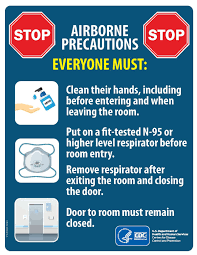 STOP
AIRBORNE
PRECAUTIONS
STOP
EVERYONE MUST:
Clean their hands, including
before entering and when
leaving the room.
Put on a fit-tested N-95 or
higher level respirator before
room entry.
Remove respirator after
exiting the room and closing
the door.
Door to room must remain
closed.
CDC
U.S. Department of
Health and Human Services
Centers for Disease
Control and Prevention